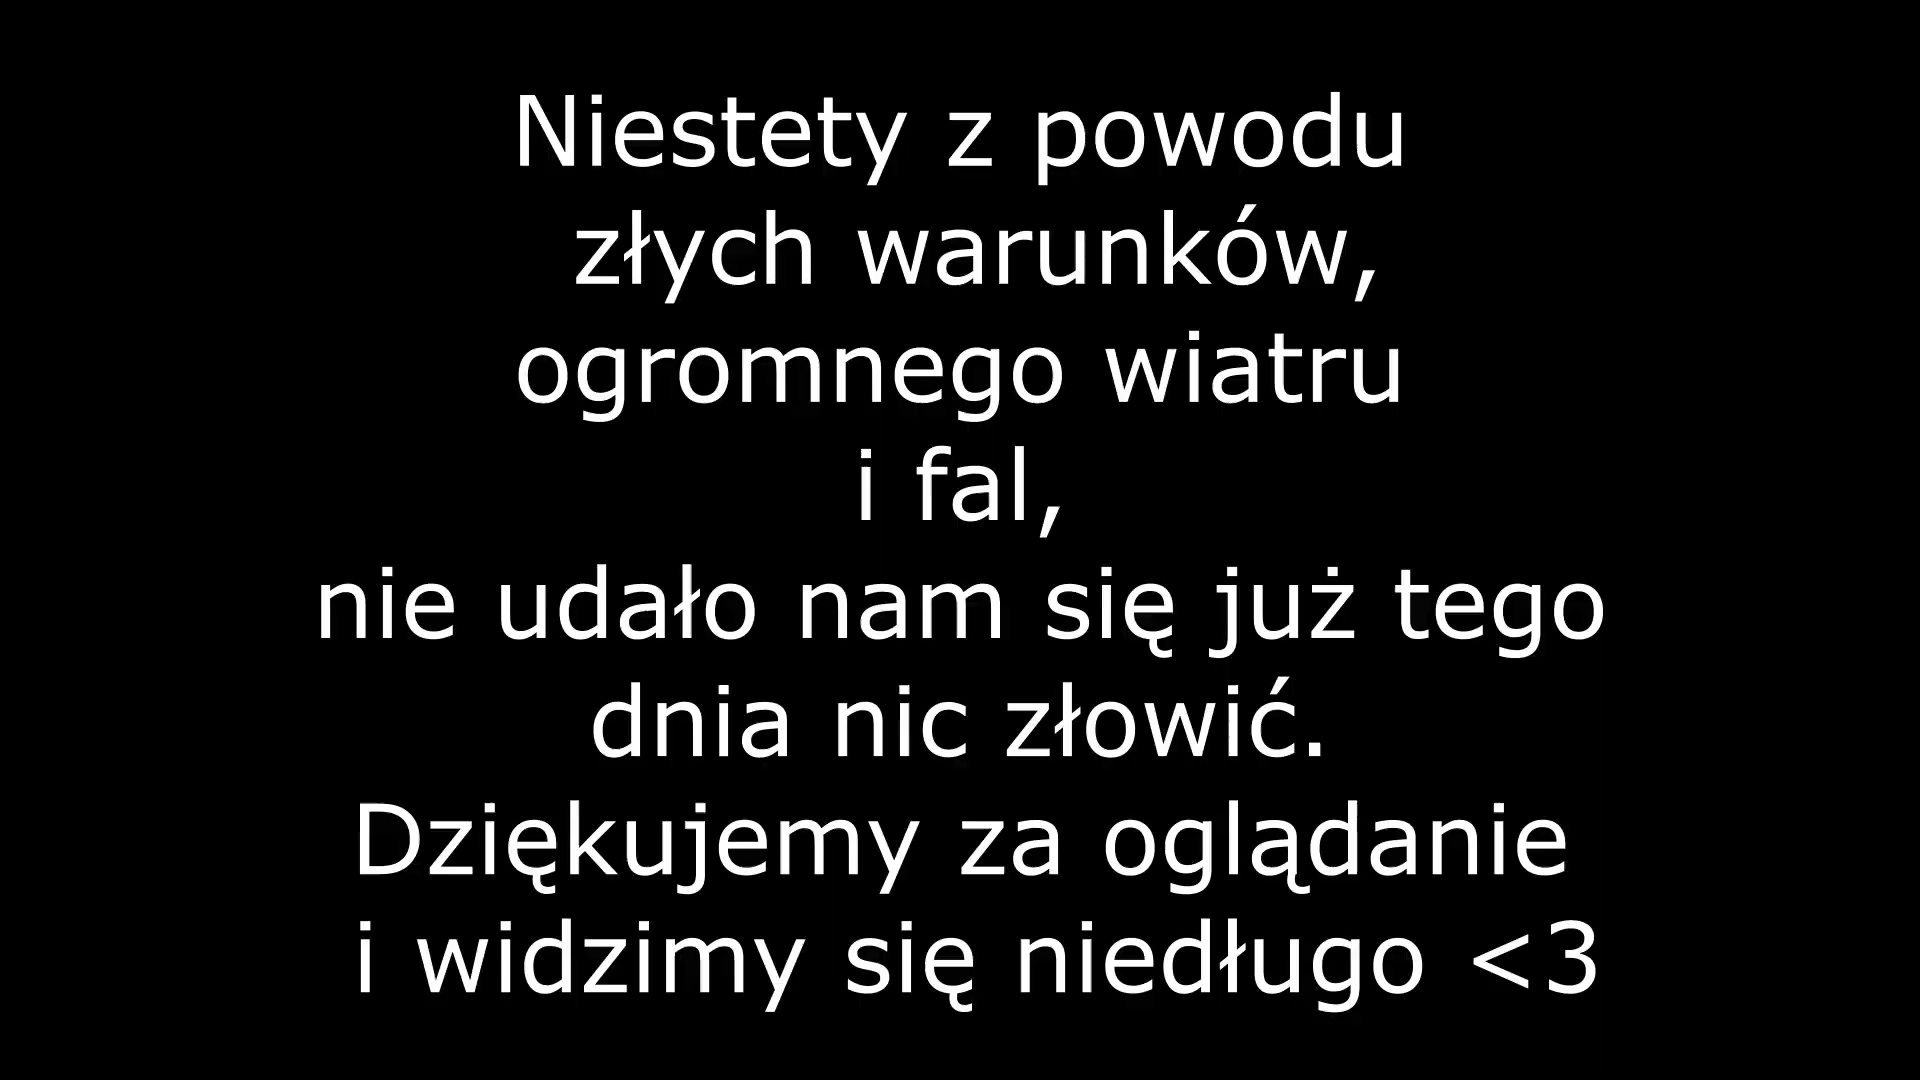 Niestety z powodu
złych warunków,
ogromnego wiatru
i fal,
nie udało nam się już tego
dnia nic złowić.
Dziękujemy za oglądanie
i widzimy się niedługo <3